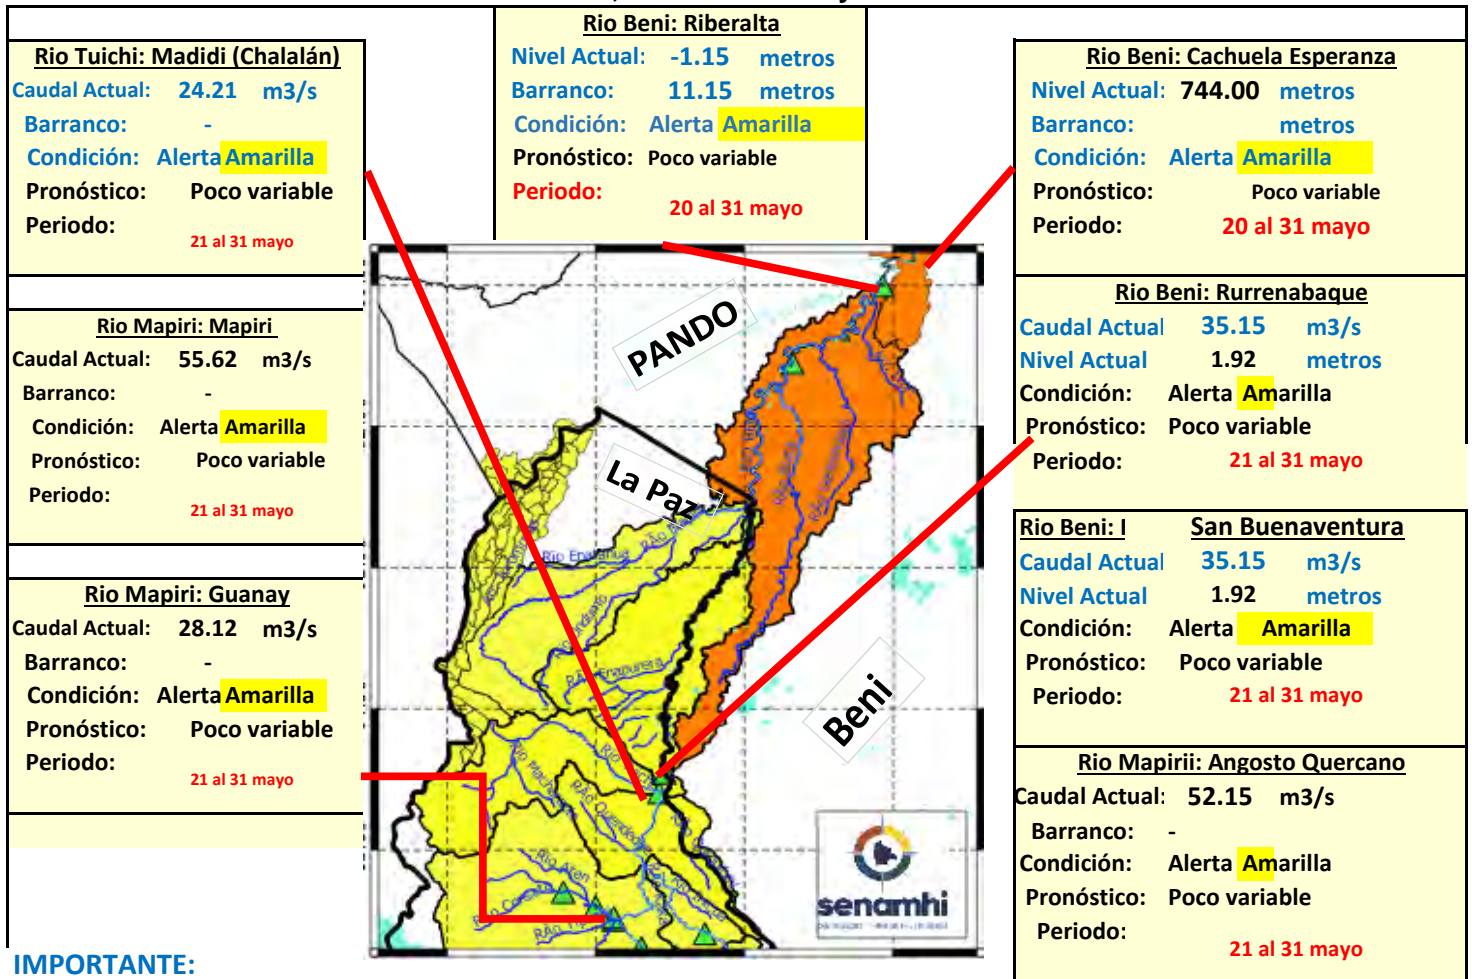 Rio Tuichi: Madidi (Chalalán)
Caudal Actual: 24.21 m3/s
Barranco: -
Condición: Alerta Amarilla
Pronóstico: Poco variable
Periodo:
21 al 31 mayo
Rio Mapiri: Mapiri
Caudal Actual: 55.62 m3/s
Barranco: -
Condición: Alerta Amarilla
Pronóstico: Poco variable
Periodo:
21 al 31 mayo
Rio Mapiri: Guanay
Caudal Actual: 28.12 m3/s
Barranco: -
Condición: Alerta Amarilla
Pronóstico: Poco variable
Periodo:
21 al 31 mayo
IMPORTANTE:
Rio Beni: Riberalta
Nivel Actual: -1.15 metros
Barranco: 11.15 metros
Condición: Alerta Amarilla
Pronóstico: Poco variable
Periodo:
20 al 31 mayo
PANDO
La Paz
Beni
Rio Enapurera
RÃo Quendeque
senamhi
Rio Beni: Cachuela Esperanza
Nivel Actual: 744.00 metros
Barranco: metros
Condición: Alerta Amarilla
Pronóstico: Poco variable
Periodo: 20 al 31 mayo
Rio Beni: Rurrenabaque
Caudal Actual 35.15 m3/s
Nivel Actual 1.92 metros
Condición: Alerta Amarilla
Pronóstico: Poco variable
Periodo: 21 al 31 mayo
Rio Beni: San Buenaventura
Caudal Actual 35.15 m3/s
Nivel Actual 1.92 metros
Condición: Alerta Amarilla
Pronóstico: Poco variable
Periodo: 21 al 31 mayo
Rio Mapirii: Angosto Quercano
Caudal Actual: 52.15 m3/s
Barranco: -
Condición: Alerta Amarilla
Pronóstico: Poco variable
Periodo:
21 al 31 mayo